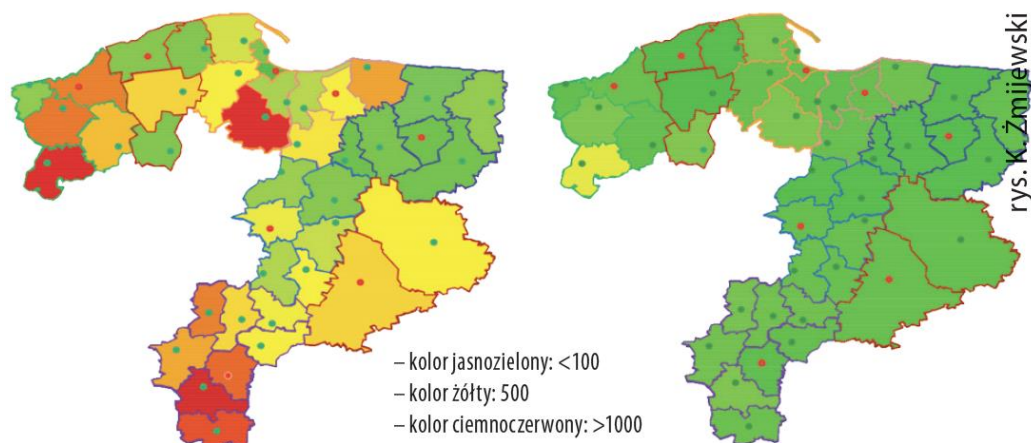 rys. K. Żmijewski
– kolor jasnozielony: <100
– kolor żółty: 500
– kolor ciemnoczerwony: >1000